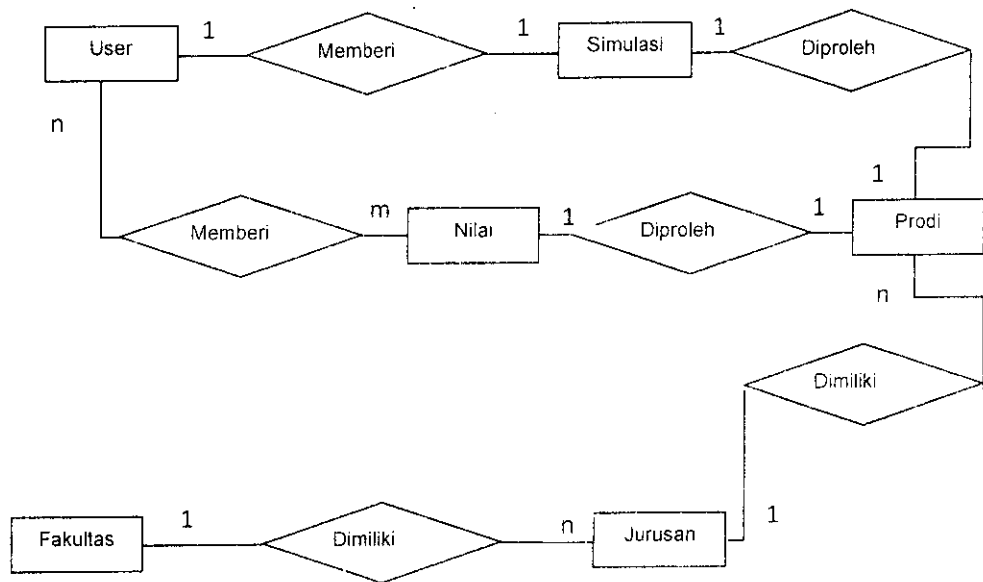 1 1 1
User Memberi Simulasi Diproleh
n
1
m 1 1
Memberi Nilai Diproleh Prodi
n
Dimiliki
1 n 1
Fakultas Dimiliki Jurusan